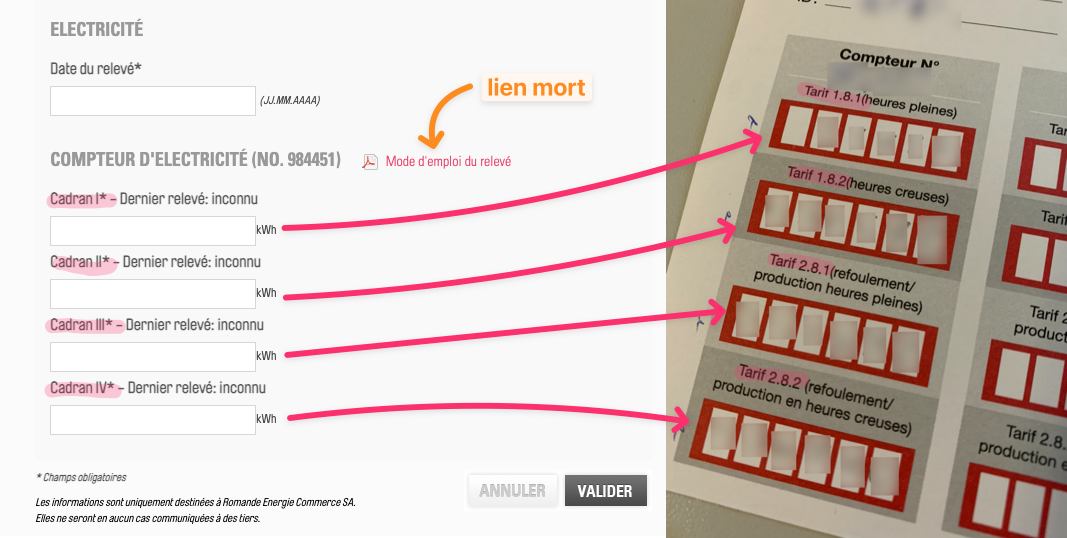 ELECTRICITÉ
Date du relevé*
(JJ.MM.AAAA)
lien mort
COMPTEUR D'ELECTRICITÉ (NO. 984451)
Mode d'emploi du relevé
Cadran I* – Dernier relevé: inconnu
kWh
Cadran II* – Dernier relevé: inconnu
kWh
Cadran III* – Dernier relevé: inconnu
kWh
Cadran IV* – Dernier relevé: inconnu
kWh
* Champs obligatoires
ANNULER
VALIDER
Les informations sont uniquement destinées à Romande Energie Commerce SA.
Elles ne seront en aucun cas communiquées à des tiers.
Compteur N°
Tarif 1.8.1(heures pleines)
Tarif 1.8.2(heures creuses)
Tarif 2.8.1(refoulement/
production heures pleines)
Tarif 2.8.2 (refoulement/
production en heures creuses)
Tarif 2.8.
production e